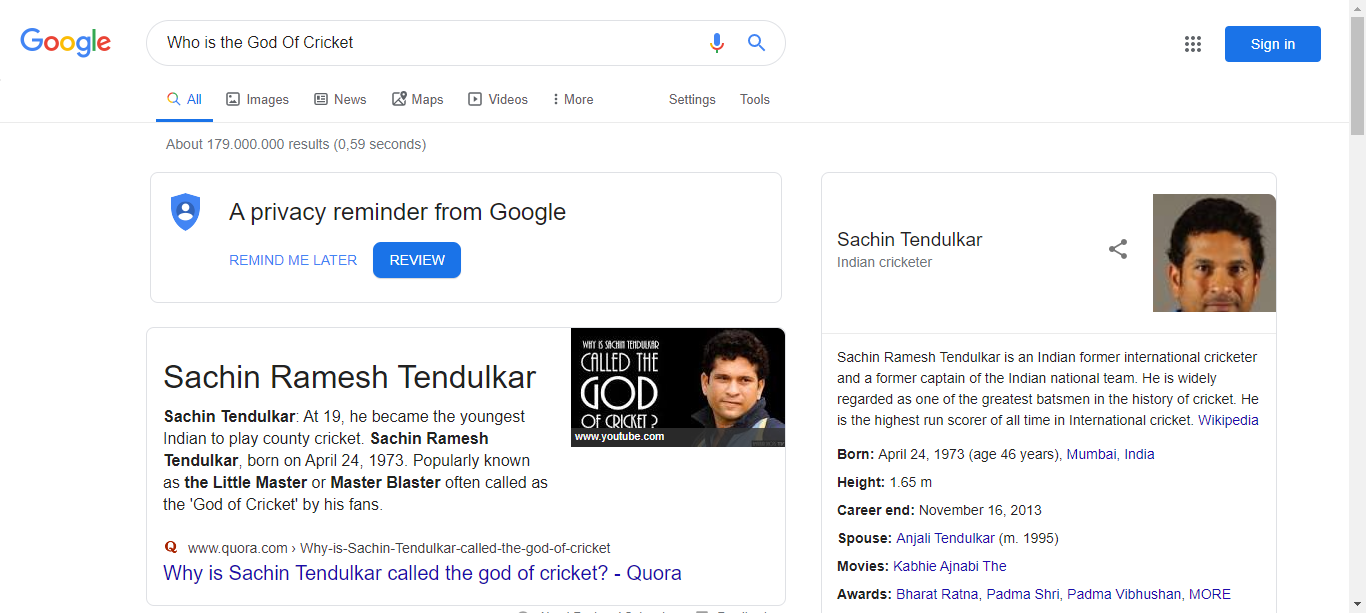 Google
Who is the God Of Cricket
Sign in
All
Images
News
Maps
Videos
More
Settings
Tools
About 179.000.000 results (0,59 seconds)
A privacy reminder from Google
REMIND ME LATER
REVIEW
Sachin Ramesh Tendulkar
Sachin Tendulkar: At 19, he became the youngest
Indian to play county cricket. Sachin Ramesh
Tendulkar, born on April 24, 1973. Popularly known
as the Little Master or Master Blaster often called as
the 'God of Cricket' by his fans.
WHY IS SACHIN TENDULKAR
CALLED THE
GOD
OF CRICKET ?
www.youtube.com
www.quora.com › Why-is-Sachin-Tendulkar-called-the-god-of-cricket
Why is Sachin Tendulkar called the god of cricket? - Quora
Sachin Tendulkar
Indian cricketer
Sachin Ramesh Tendulkar is an Indian former international cricketer
and a former captain of the Indian national team. He is widely
regarded as one of the greatest batsmen in the history of cricket. He
is the highest run scorer of all time in International cricket. Wikipedia
Born: April 24, 1973 (age 46 years), Mumbai, India
Height: 1.65 m
Career end: November 16, 2013
Spouse: Anjali Tendulkar (m. 1995)
Movies: Kabhie Ajnabi The
Awards: Bharat Ratna, Padma Shri, Padma Vibhushan, MORE